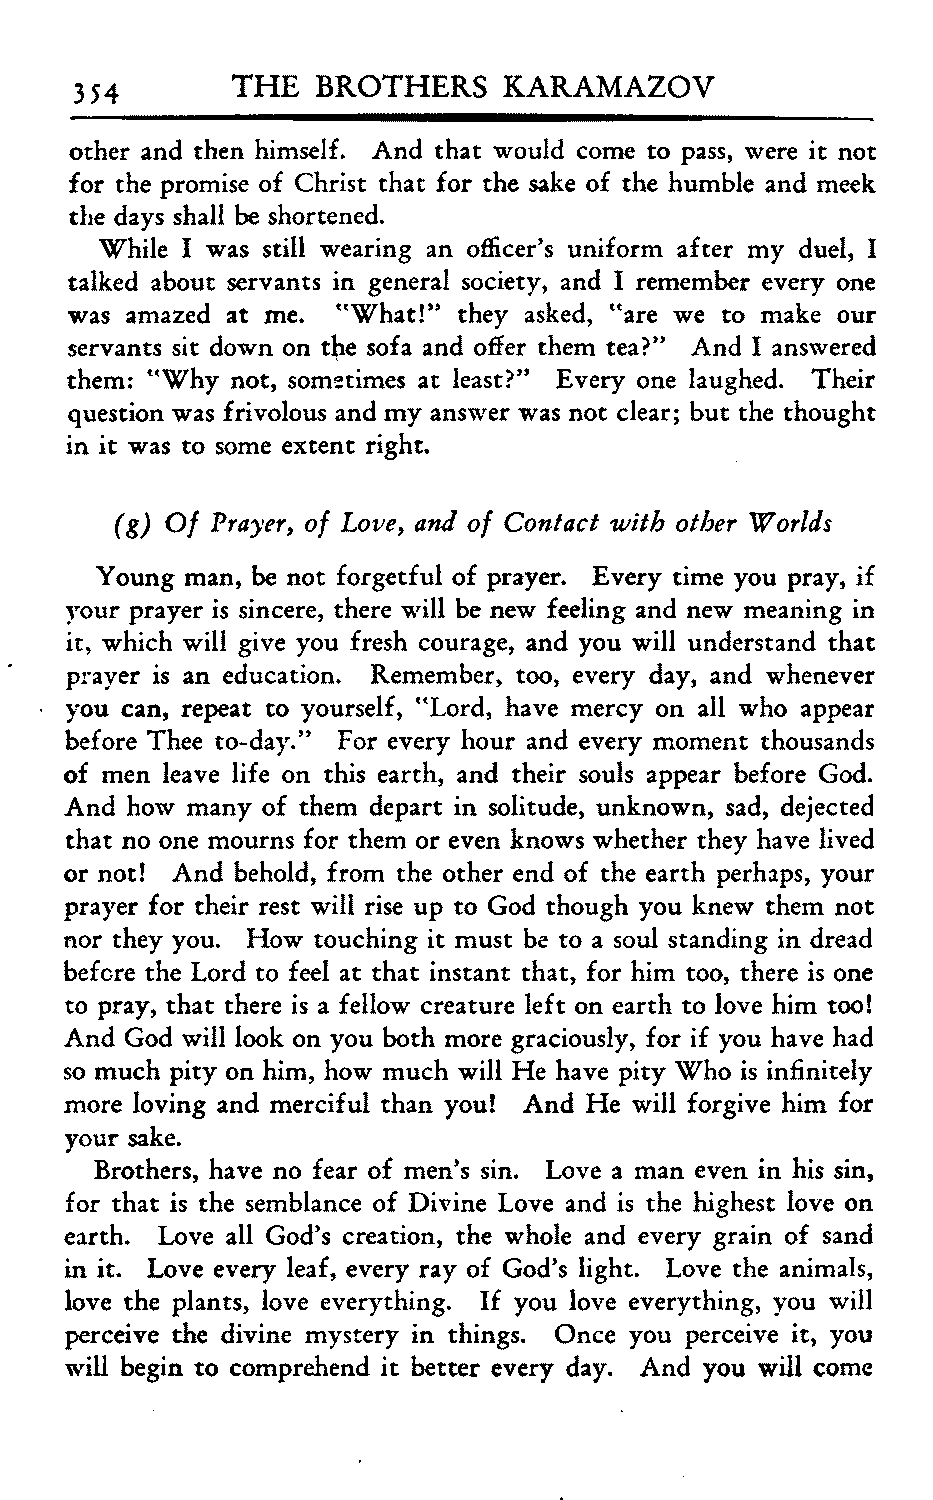 354 THE BROTHERS KARAMAZOV
other and then himself. And that would come to pass, were it not
for the promise of Christ that for the sake of the humble and meek
the days shall be shortened.
While I was still wearing an officer's uniform after my duel, I
talked about servants in general society, and I remember every one
was amazed at me. "What!" they asked, "are we to make our
servants sit down on the sofa and offer them tea?" And I answered
them: "Why not, sometimes at least?" Every one laughed. Their
question was frivolous and my answer was not clear; but the thought
in it was to some extent right.
(g) Of Prayer, of Love, and of Contact with other Worlds
Young man, be not forgetful of prayer. Every time you pray, if
your prayer is sincere, there will be new feeling and new meaning in
it, which will give you fresh courage, and you will understand that
prayer is an education. Remember, too, every day, and whenever
you can, repeat to yourself, "Lord, have mercy on all who appear
before Thee to-day." For every hour and every moment thousands
of men leave life on this earth, and their souls appear before God.
And how many of them depart in solitude, unknown, sad, dejected
that no one mourns for them or even knows whether they have lived
or not! And behold, from the other end of the earth perhaps, your
prayer for their rest will rise up to God though you knew them not
nor they you. How touching it must be to a soul standing in dread
before the Lord to feel at that instant that, for him too, there is one
to pray, that there is a fellow creature left on earth to love him too!
And God will look on you both more graciously, for if you have had
so much pity on him, how much will He have pity Who is infinitely
more loving and merciful than you! And He will forgive him for
your sake.
Brothers, have no fear of men's sin. Love a man even in his sin,
for that is the semblance of Divine Love and is the highest love on
earth. Love all God's creation, the whole and every grain of sand
in it. Love every leaf, every ray of God's light. Love the animals,
love the plants, love everything. If you love everything, you will
perceive the divine mystery in things. Once you perceive it, you
will begin to comprehend it better every day. And you will come